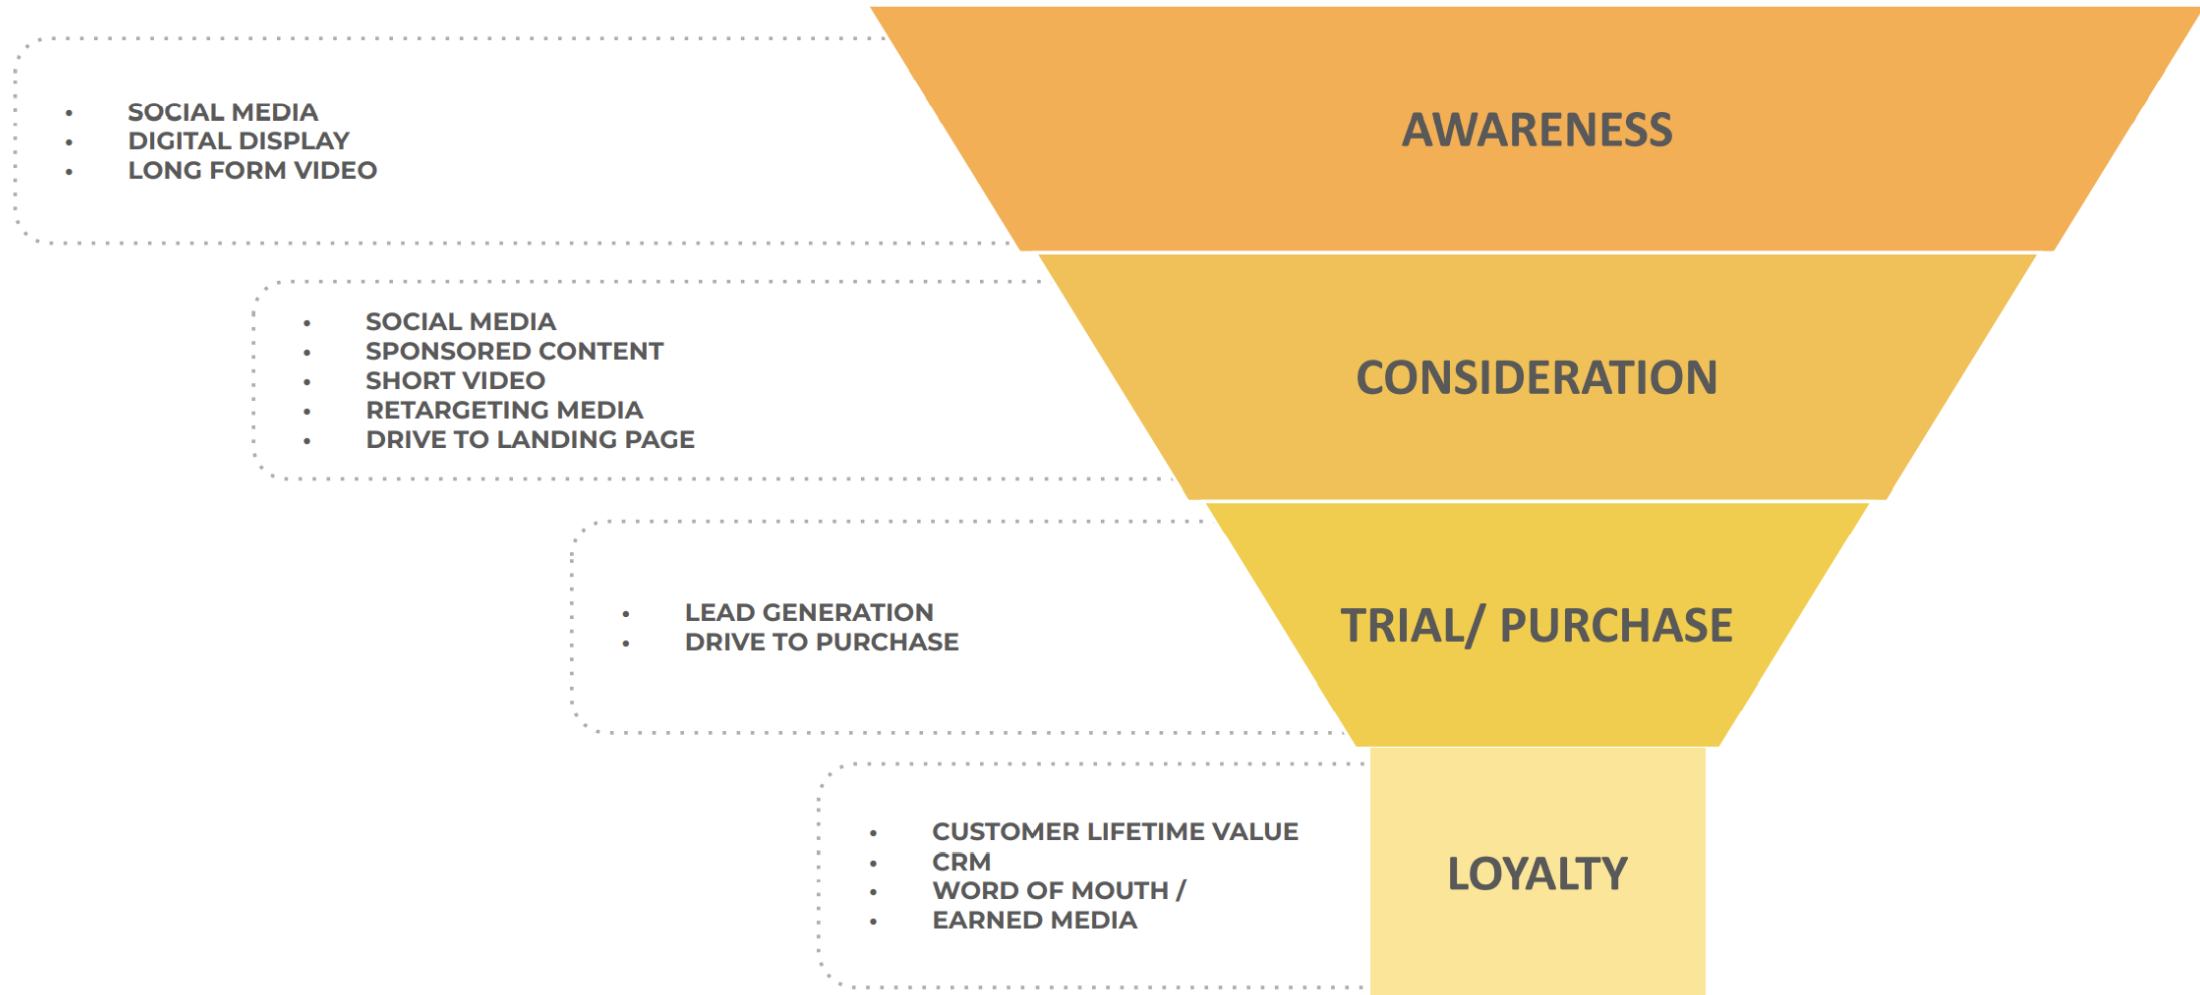 • SOCIAL MEDIA
• DIGITAL DISPLAY
• LONG FORM VIDEO
AWARENESS
• SOCIAL MEDIA
• SPONSORED CONTENT
• SHORT VIDEO
• RETARGETING MEDIA
• DRIVE TO LANDING PAGE
CONSIDERATION
• LEAD GENERATION
• DRIVE TO PURCHASE
TRIAL/ PURCHASE
• CUSTOMER LIFETIME VALUE
• CRM
• WORD OF MOUTH /
• EARNED MEDIA
LOYALTY